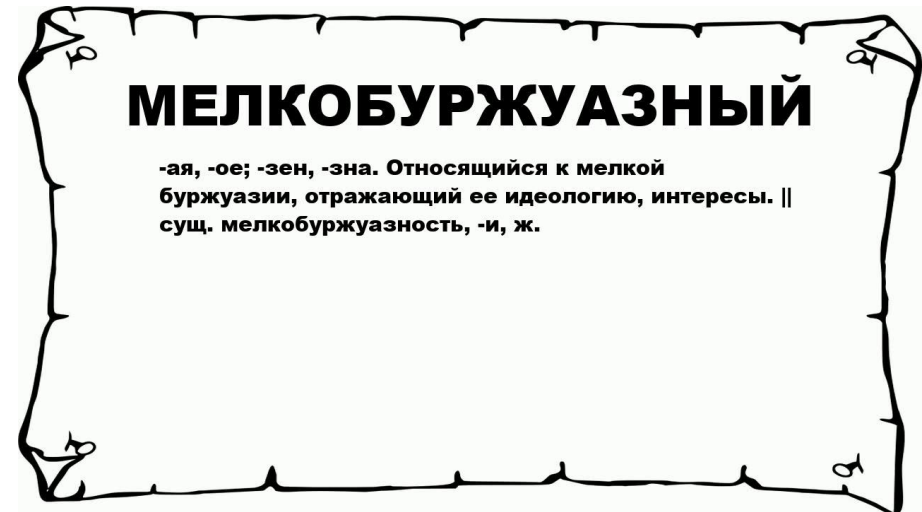 МЕЛКОБУРЖУАЗНЫЙ
-ая, -ое; -зен, -зна. Относящийся к мелкой
буржуазии, отражающий ее идеологию, интересы. ||
сущ. мелкобуржуазность, -и, ж.